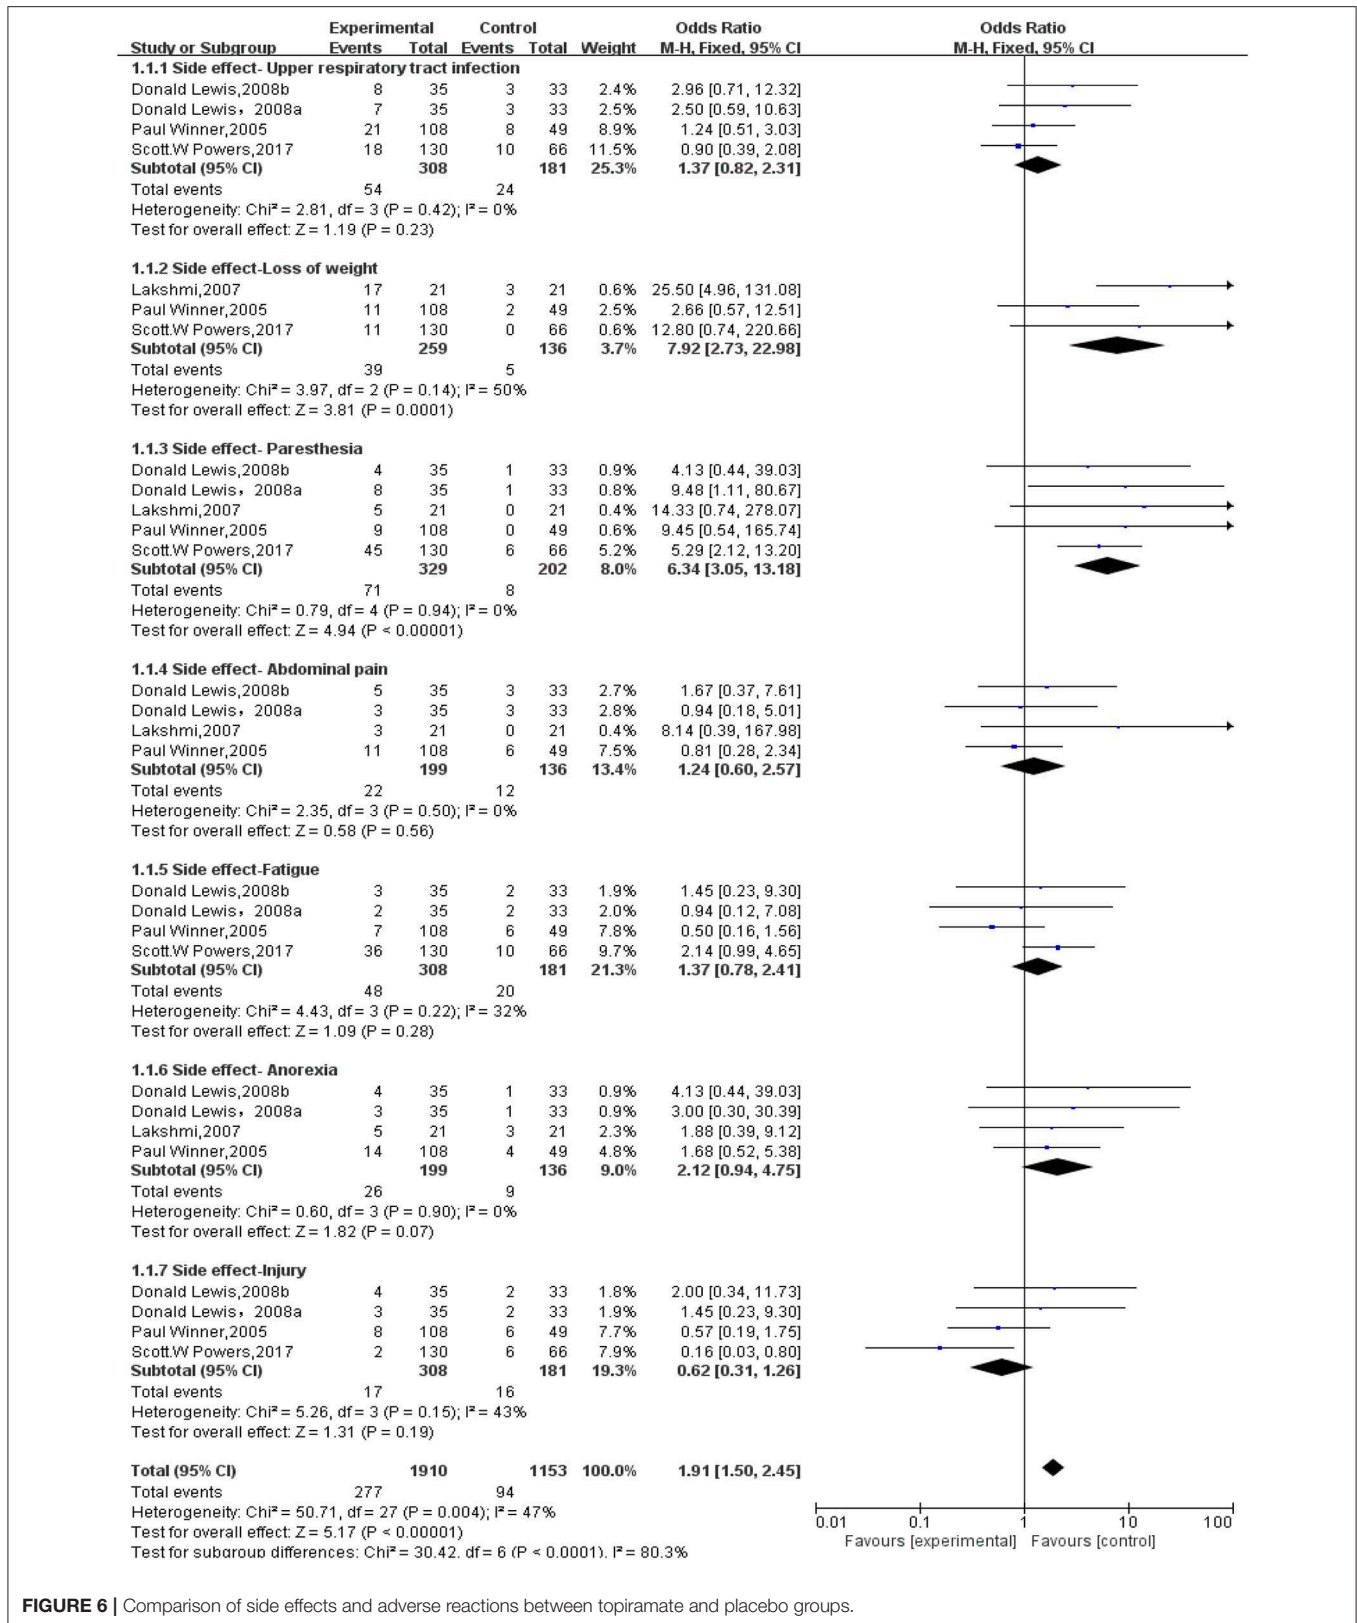 Experimental Control Odds Ratio Odds Ratio
Study or Subgroup Events Total Events Total Weight M-H, Fixed, 95% CI M-H, Fixed, 95% CI
1.1.1 Side effect- Upper respiratory tract infection
Donald Lewis,2008b 8 35 3 33 2.4% 2.96 [0.71, 12.32]
Donald Lewis，2008a 7 35 3 33 2.5% 2.50 [0.59, 10.63]
Paul Winner,2005 21 108 8 49 8.9% 1.24 [0.51, 3.03]
Scott.W Powers,2017 18 130 10 66 11.5% 0.90 [0.39, 2.08]
Subtotal (95% CI) 308 181 25.3% 1.37 [0.82, 2.31]
Total events 54 24
Heterogeneity: Chi² = 2.81, df = 3 (P = 0.42); I² = 0%
Test for overall effect: Z = 1.19 (P = 0.23)
1.1.2 Side effect-Loss of weight
Lakshmi,2007 17 21 3 21 0.6% 25.50 [4.96, 131.08]
Paul Winner,2005 11 108 2 49 2.5% 2.66 [0.57, 12.51]
Scott.W Powers,2017 11 130 0 66 0.6% 12.80 [0.74, 220.66]
Subtotal (95% CI) 259 136 3.7% 7.92 [2.73, 22.98]
Total events 39 5
Heterogeneity: Chi² = 3.97, df = 2 (P = 0.14); I² = 50%
Test for overall effect: Z = 3.81 (P = 0.0001)
1.1.3 Side effect- Paresthesia
Donald Lewis,2008b 4 35 1 33 0.9% 4.13 [0.44, 39.03]
Donald Lewis，2008a 8 35 1 33 0.8% 9.48 [1.11, 80.67]
Lakshmi,2007 5 21 0 21 0.4% 14.33 [0.74, 278.07]
Paul Winner,2005 9 108 0 49 0.6% 9.45 [0.54, 165.74]
Scott.W Powers,2017 45 130 6 66 5.2% 5.29 [2.12, 13.20]
Subtotal (95% CI) 329 202 8.0% 6.34 [3.05, 13.18]
Total events 71 8
Heterogeneity: Chi² = 0.79, df = 4 (P = 0.94); I² = 0%
Test for overall effect: Z = 4.94 (P < 0.00001)
1.1.4 Side effect- Abdominal pain
Donald Lewis,2008b 5 35 3 33 2.7% 1.67 [0.37, 7.61]
Donald Lewis，2008a 3 35 3 33 2.8% 0.94 [0.18, 5.01]
Lakshmi,2007 3 21 0 21 0.4% 8.14 [0.39, 167.98]
Paul Winner,2005 11 108 6 49 7.5% 0.81 [0.28, 2.34]
Subtotal (95% CI) 199 136 13.4% 1.24 [0.60, 2.57]
Total events 22 12
Heterogeneity: Chi² = 2.35, df = 3 (P = 0.50); I² = 0%
Test for overall effect: Z = 0.58 (P = 0.56)
1.1.5 Side effect-Fatigue
Donald Lewis,2008b 3 35 2 33 1.9% 1.45 [0.23, 9.30]
Donald Lewis，2008a 2 35 2 33 2.0% 0.94 [0.12, 7.08]
Paul Winner,2005 7 108 6 49 7.8% 0.50 [0.16, 1.56]
Scott.W Powers,2017 36 130 10 66 9.7% 2.14 [0.99, 4.65]
Subtotal (95% CI) 308 181 21.3% 1.37 [0.78, 2.41]
Total events 48 20
Heterogeneity: Chi² = 4.43, df = 3 (P = 0.22); I² = 32%
Test for overall effect: Z = 1.09 (P = 0.28)
1.1.6 Side effect- Anorexia
Donald Lewis,2008b 4 35 1 33 0.9% 4.13 [0.44, 39.03]
Donald Lewis，2008a 3 35 1 33 0.9% 3.00 [0.30, 30.39]
Lakshmi,2007 5 21 3 21 2.3% 1.88 [0.39, 9.12]
Paul Winner,2005 14 108 4 49 4.8% 1.68 [0.52, 5.38]
Subtotal (95% CI) 199 136 9.0% 2.12 [0.94, 4.75]
Total events 26 9
Heterogeneity: Chi² = 0.60, df = 3 (P = 0.90); I² = 0%
Test for overall effect: Z = 1.82 (P = 0.07)
1.1.7 Side effect-Injury
Donald Lewis,2008b 4 35 2 33 1.8% 2.00 [0.34, 11.73]
Donald Lewis，2008a 3 35 2 33 1.9% 1.45 [0.23, 9.30]
Paul Winner,2005 8 108 6 49 7.7% 0.57 [0.19, 1.75]
Scott.W Powers,2017 2 130 6 66 7.9% 0.16 [0.03, 0.80]
Subtotal (95% CI) 308 181 19.3% 0.62 [0.31, 1.26]
Total events 17 16
Heterogeneity: Chi² = 5.26, df = 3 (P = 0.15); I² = 43%
Test for overall effect: Z = 1.31 (P = 0.19)
Total (95% CI) 1910 1153 100.0% 1.91 [1.50, 2.45]
Total events 277 94
Heterogeneity: Chi² = 50.71, df = 27 (P = 0.004); I² = 47%
Test for overall effect: Z = 5.17 (P < 0.00001)
Test for subgroup differences: Chi² = 30.42, df = 6 (P < 0.0001), I² = 80.3%
0.01 0.1 1 10 100
Favours [experimental] Favours [control]
FIGURE 6 | Comparison of side effects and adverse reactions between topiramate and placebo groups.